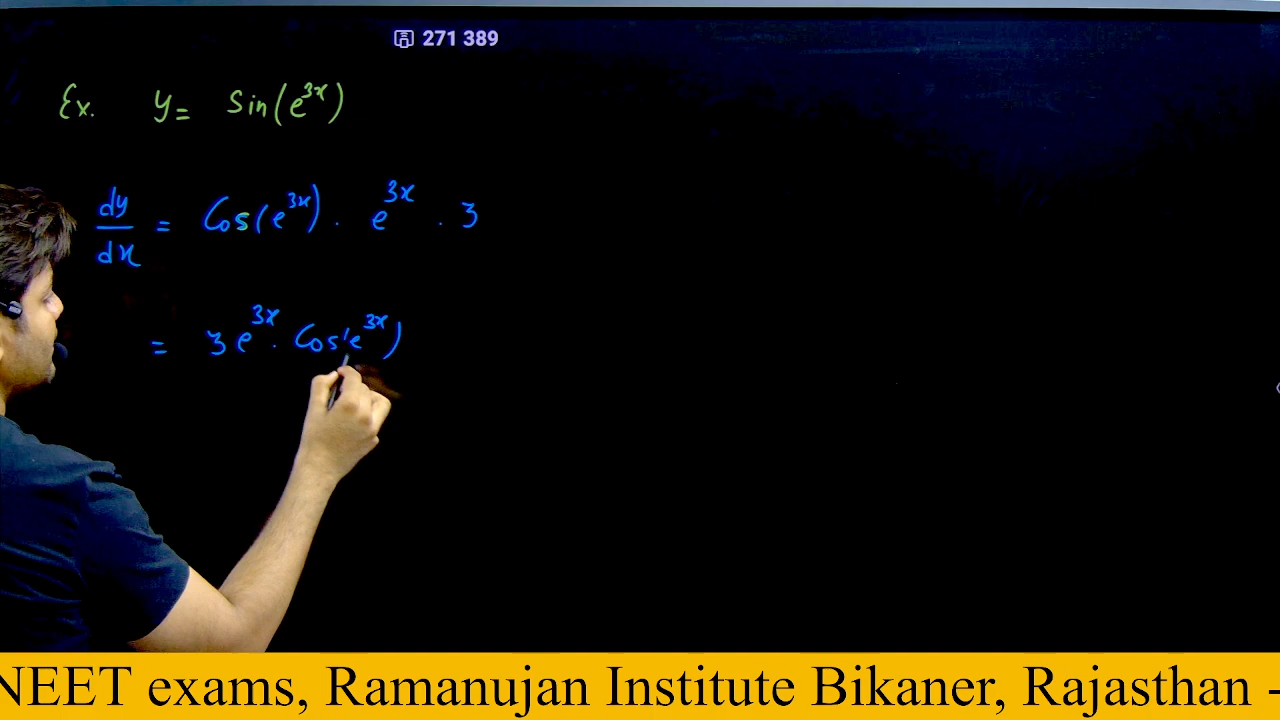 271 389
Ex. y = Sin(e^3x)
dy/dx = Cos(e^3x) . e^3x . 3
= 3e^3x . Cos(e^3x)
NEET exams, Ramanujan Institute Bikaner, Rajasthan -